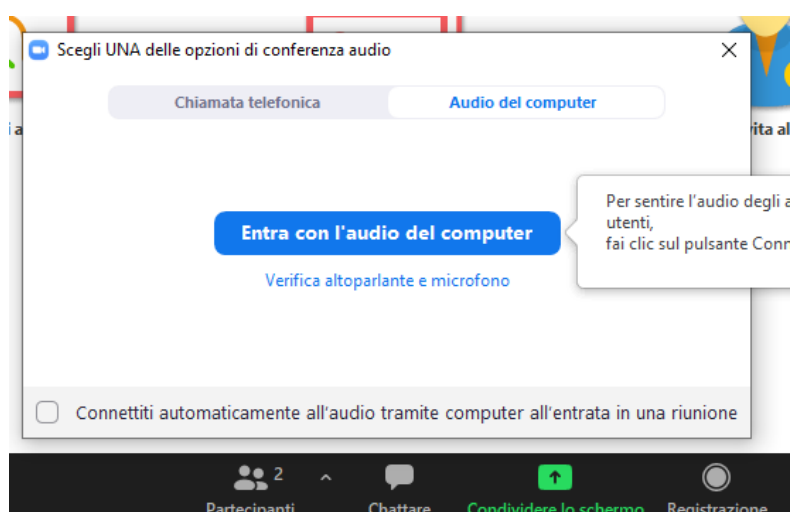 Scegli UNA delle opzioni di conferenza audio
Chiamata telefonica
Audio del computer
i a
vita al
Entra con l'audio del computer
Per sentire l'audio degli a
utenti,
fai clic sul pulsante Conn
Verifica altoparlante e microfono
Connettiti automaticamente all'audio tramite computer all'entrata in una riunione
2
Partecipanti
Chattare
Condividere lo schermo
Registrazione